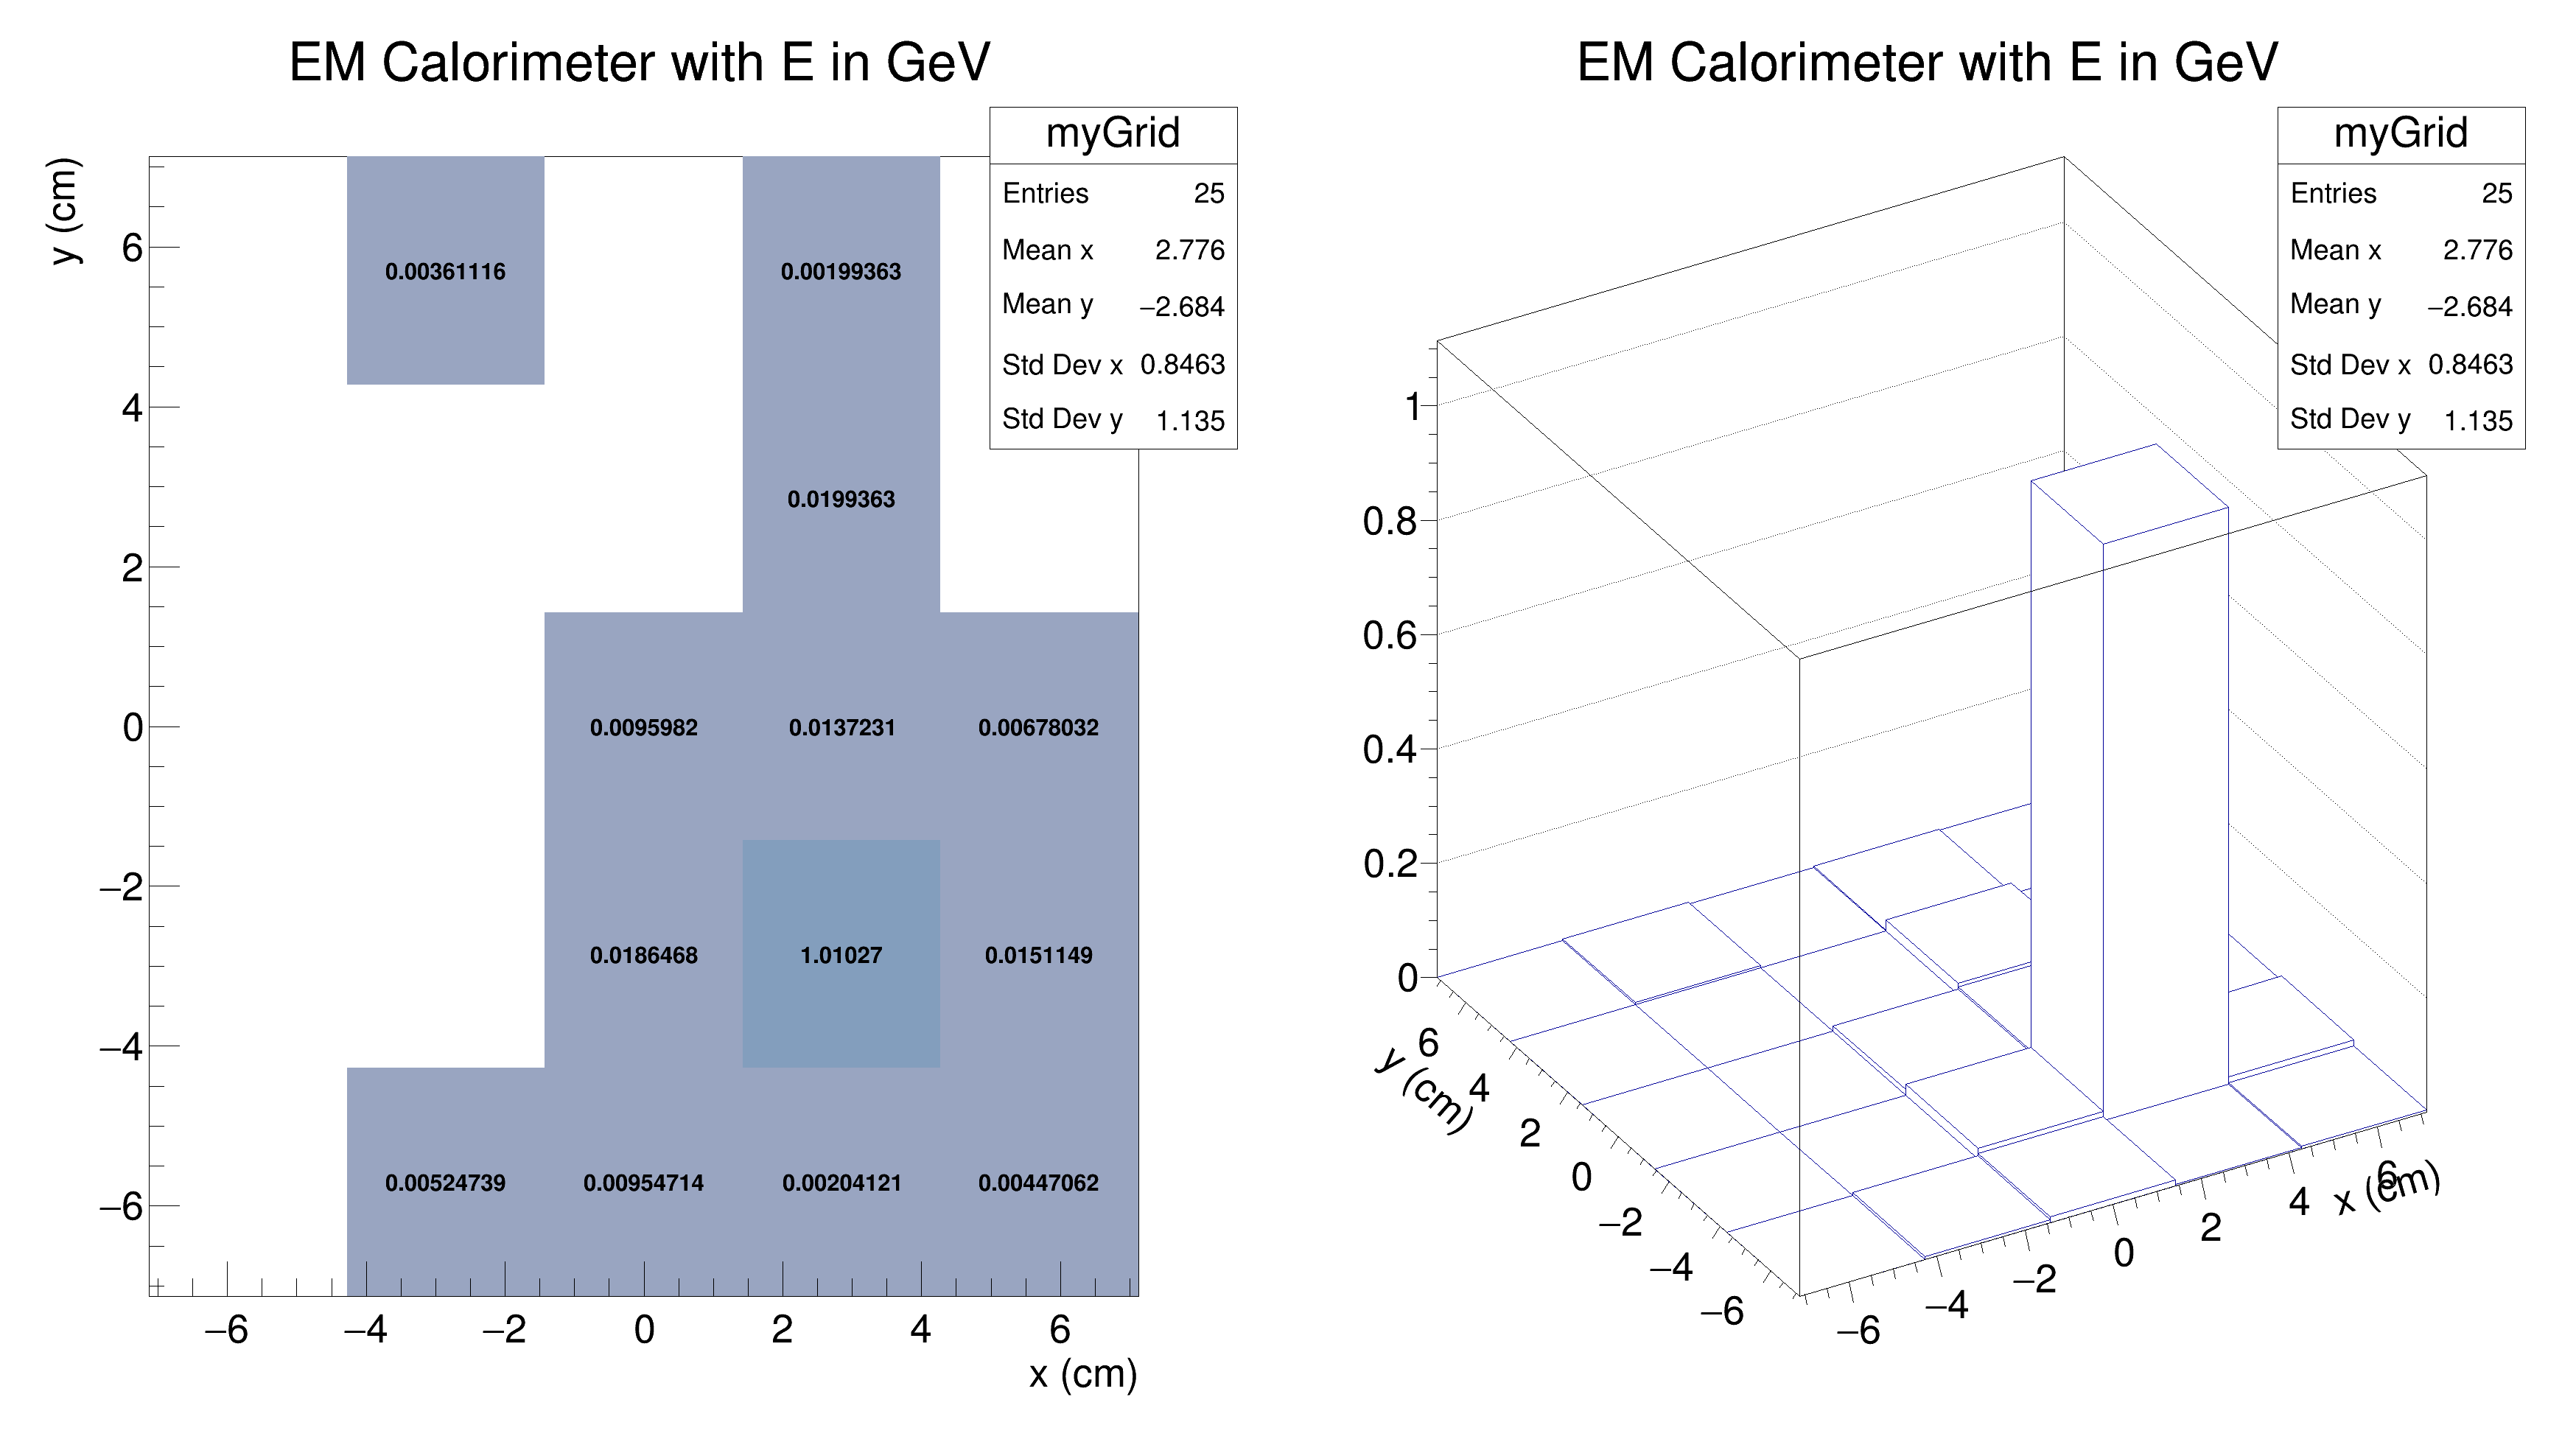 EM Calorimeter with E in GeV
myGrid
Entries 25
Mean x 2.776
Mean y −2.684
Std Dev x 0.8463
Std Dev y 1.135
y (cm)
6
4
2
0
−2
−4
−6
0.00361116 0.00199363
0.0199363
0.0095982 0.0137231 0.00678032
0.0186468 1.01027 0.0151149
0.00524739 0.00954714 0.00204121 0.00447062
−6 −4 −2 0 2 4 6
x (cm)
EM Calorimeter with E in GeV
myGrid
Entries 25
Mean x 2.776
Mean y −2.684
Std Dev x 0.8463
Std Dev y 1.135
1
0.8
0.6
0.4
0.2
0
6
4
2
0
−2
−4
−6
y (cm)
−6
−4
−2
0
2
4
6
x (cm)